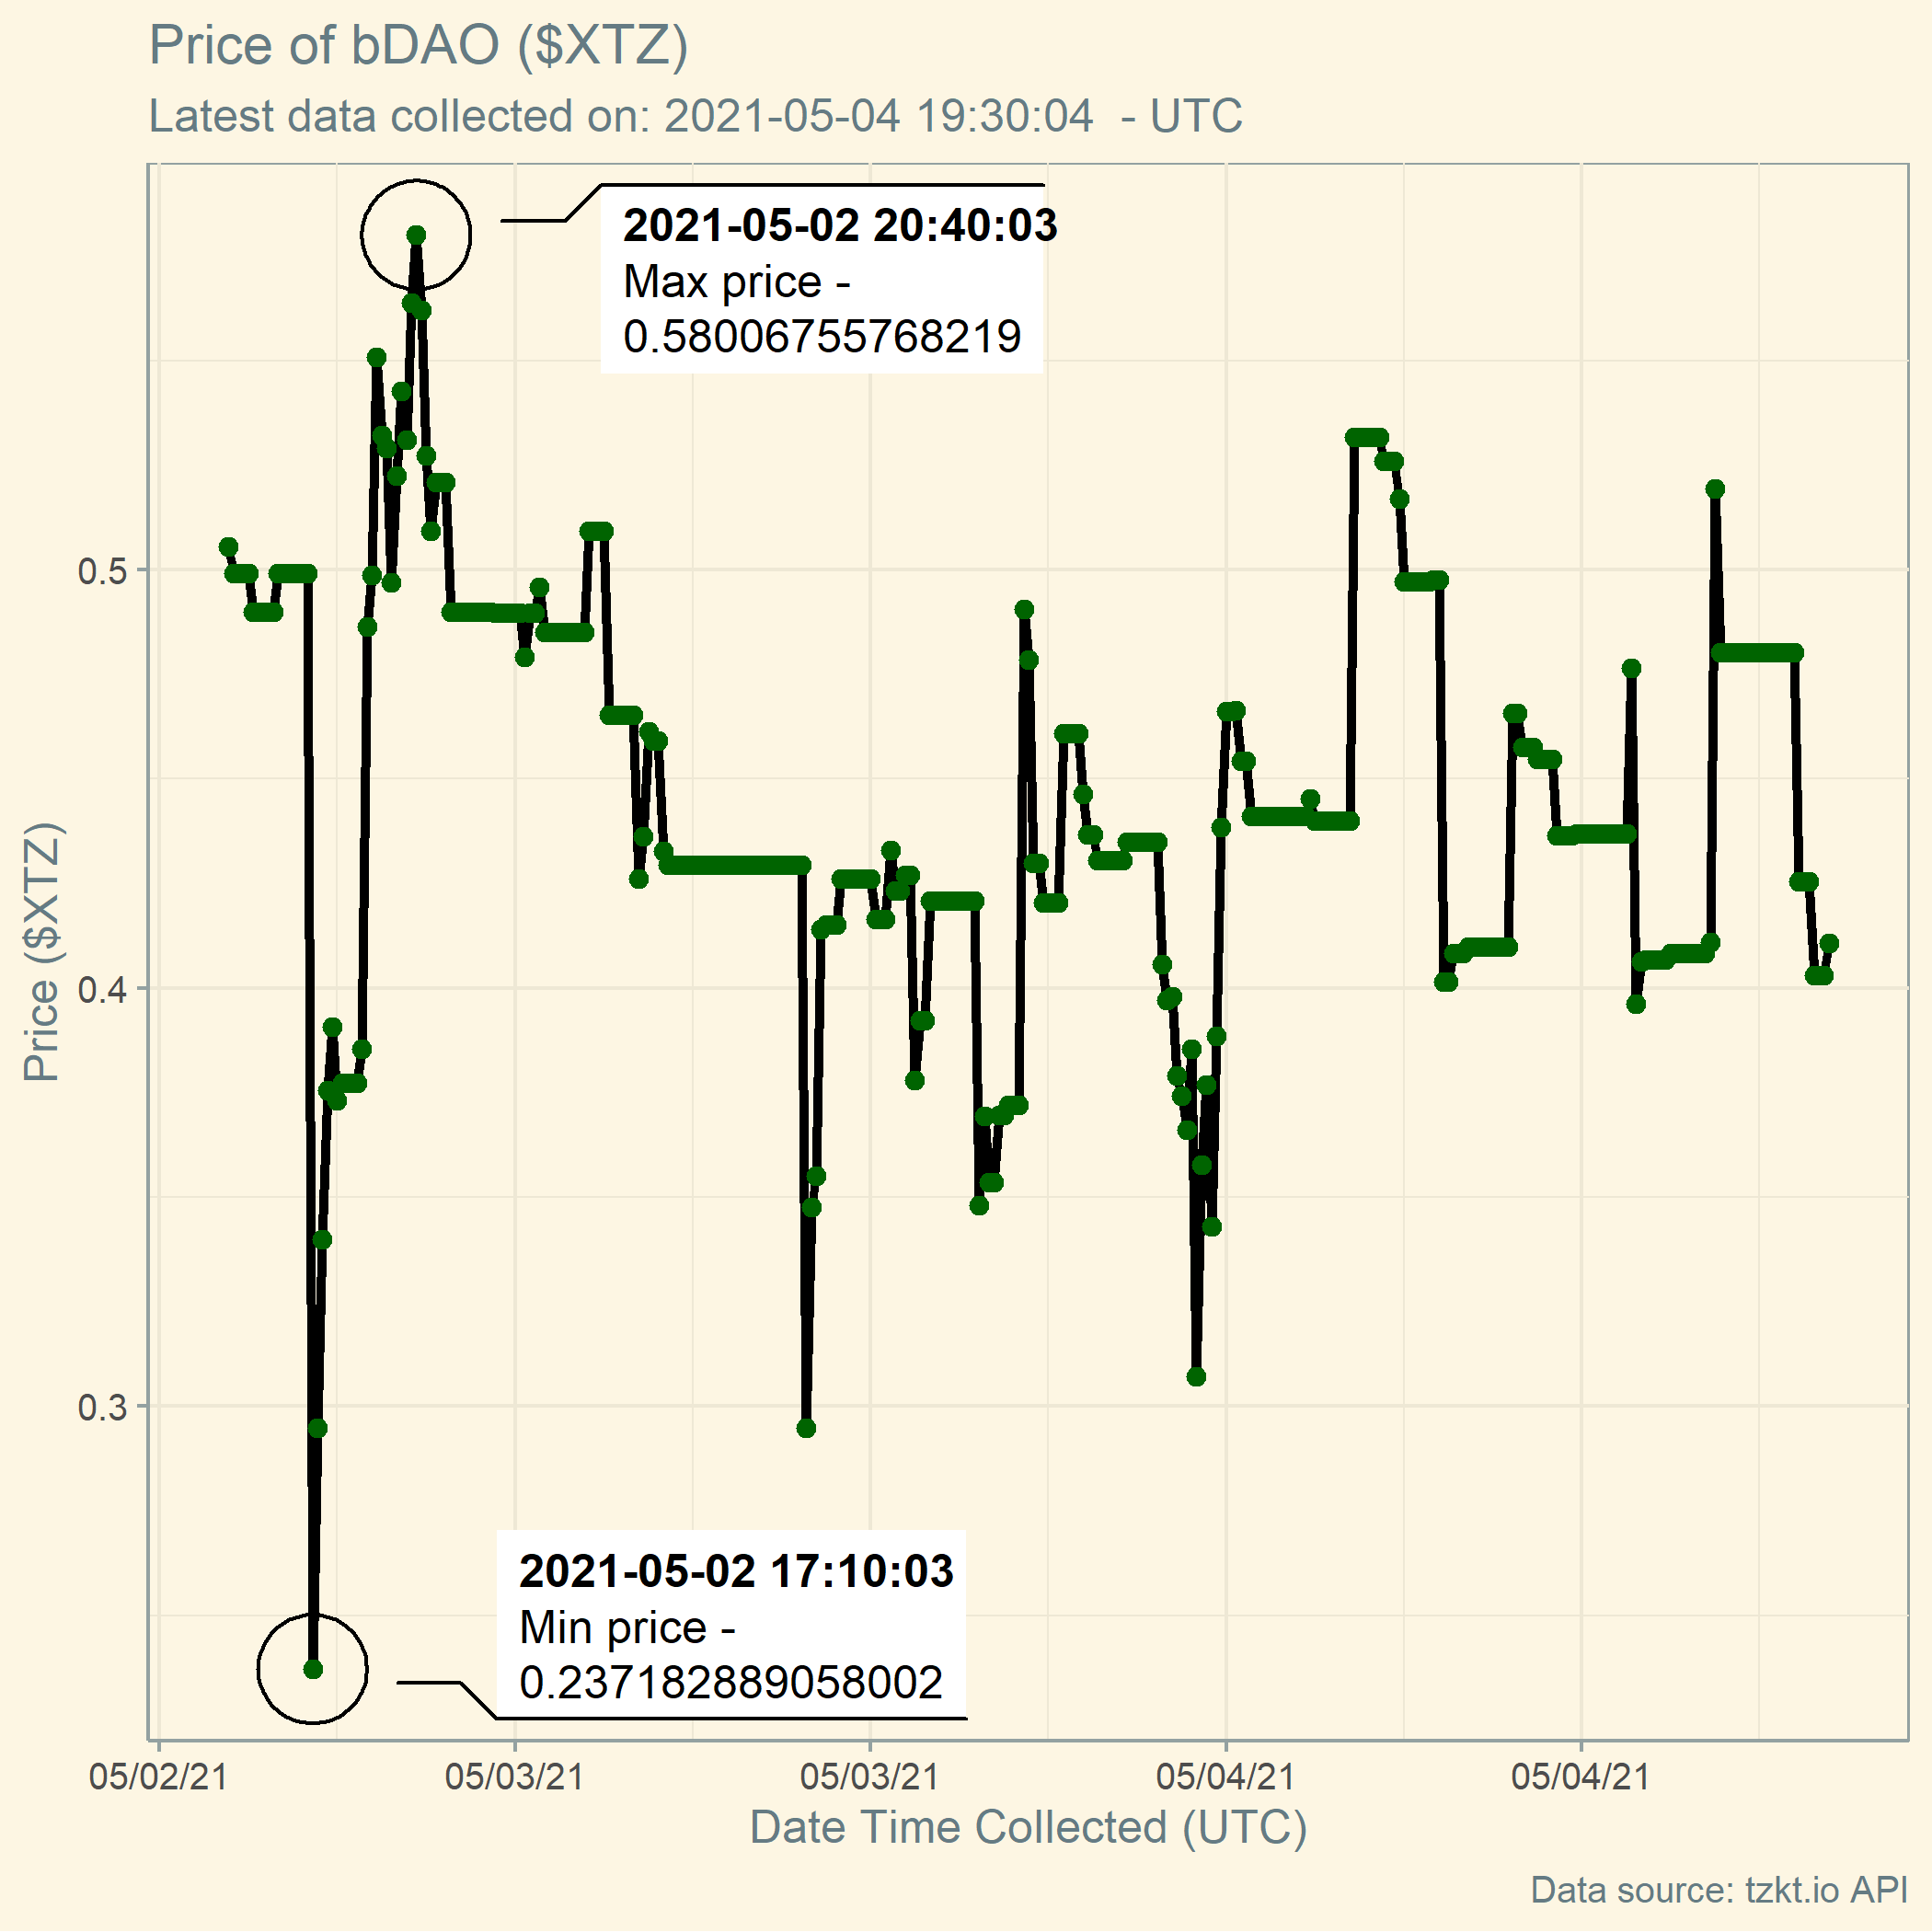 Price of bDAO ($XTZ)
Latest data collected on: 2021-05-04 19:30:04  - UTC
2021-05-02 20:40:03
Max price -
0.58006755768219
0.5
0.4
0.3
Price ($XTZ)
2021-05-02 17:10:03
Min price -
0.237182889058002
05/02/21 05/03/21 05/03/21 05/04/21 05/04/21
Date Time Collected (UTC)
Data source: tzkt.io API